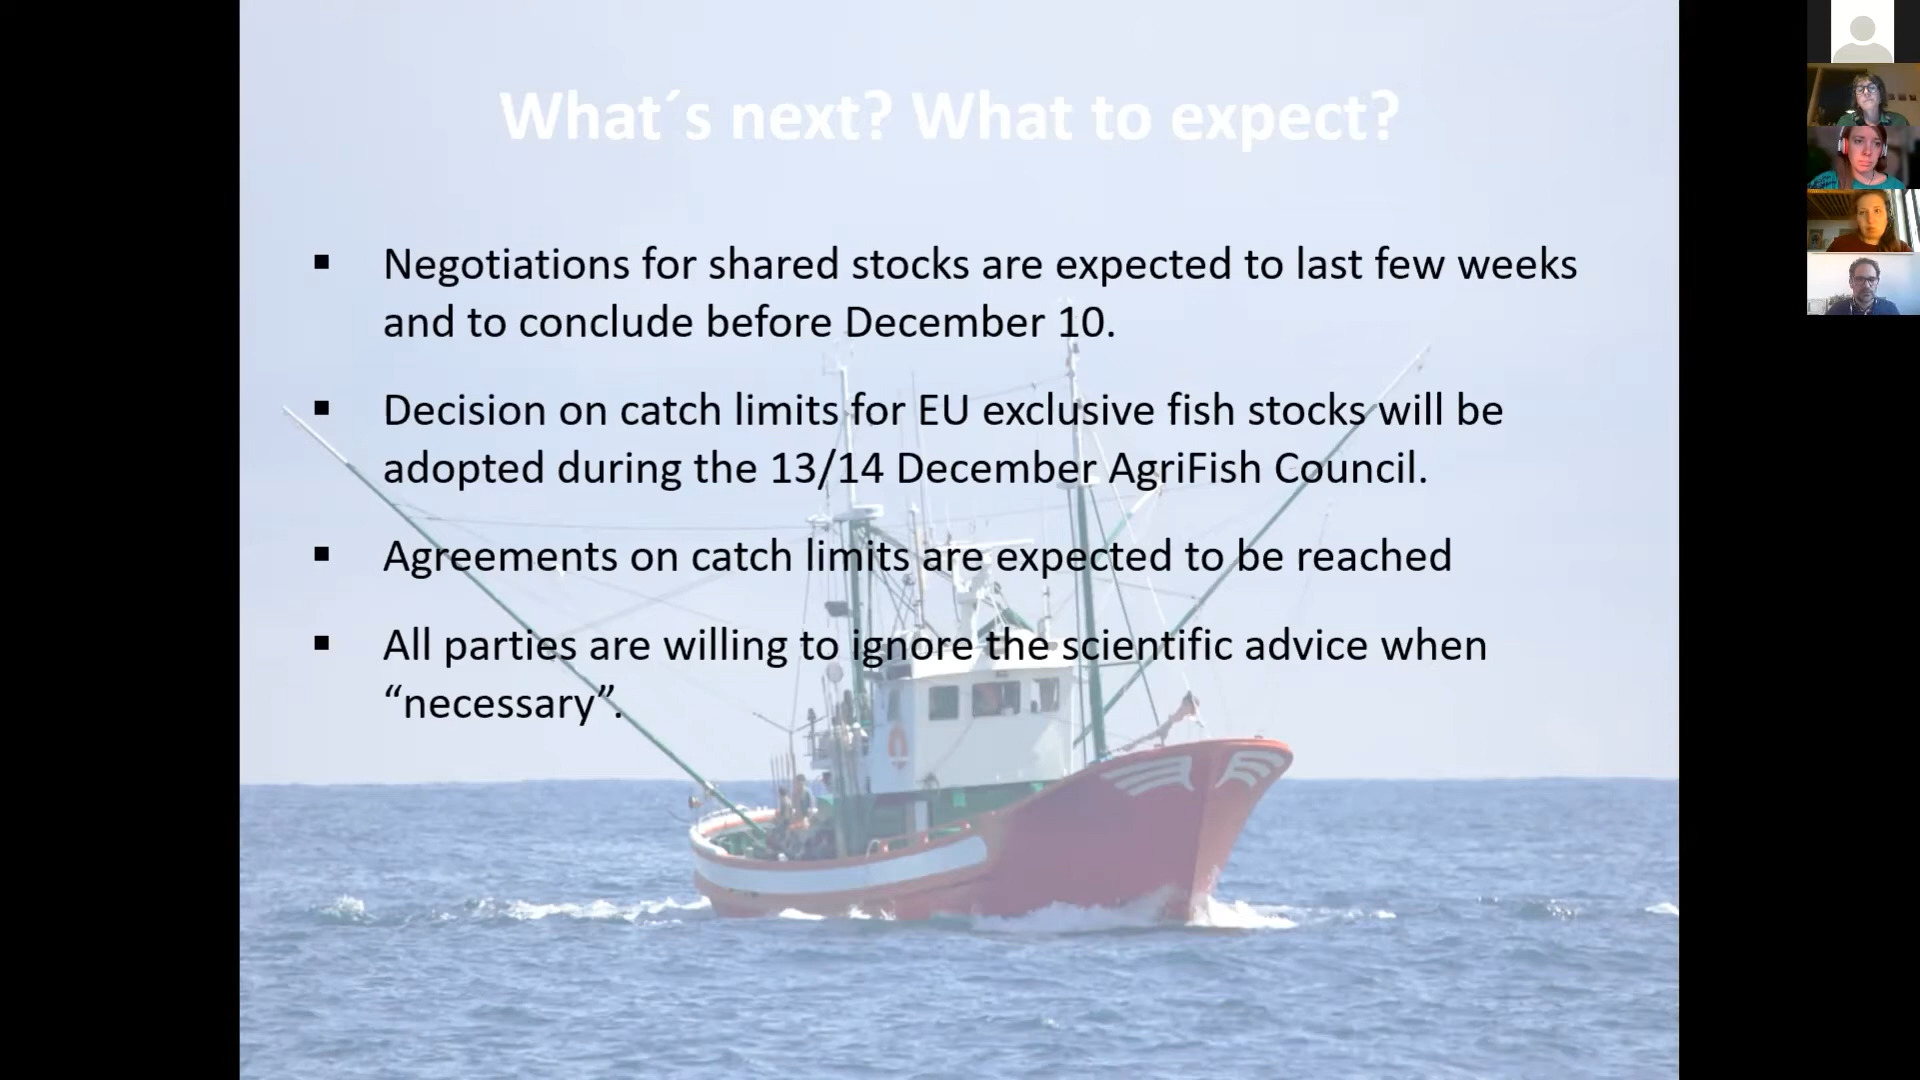 What´s next? What to expect?
▪ Negotiations for shared stocks are expected to last few weeks
and to conclude before December 10.
▪ Decision on catch limits for EU exclusive fish stocks will be
adopted during the 13/14 December AgriFish Council.
▪ Agreements on catch limits are expected to be reached
▪ All parties are willing to ignore the scientific advice when
“necessary”.